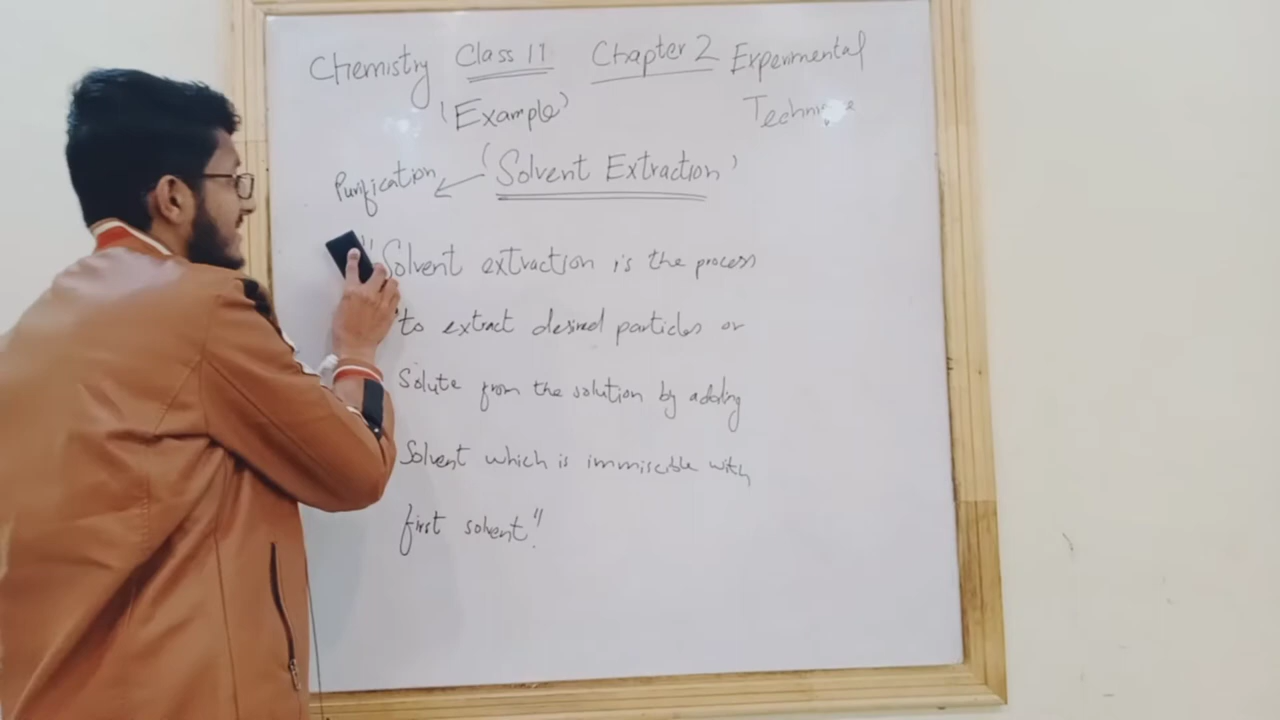 Chemistry Class 11 Chapter 2 Experimental
(Example) Technique
Purification ← (Solvent Extraction)
"Solvent extraction is the process
to extract desired particles or
Solute from the solution by adding
Solvent which is immiscible with
first solvent."